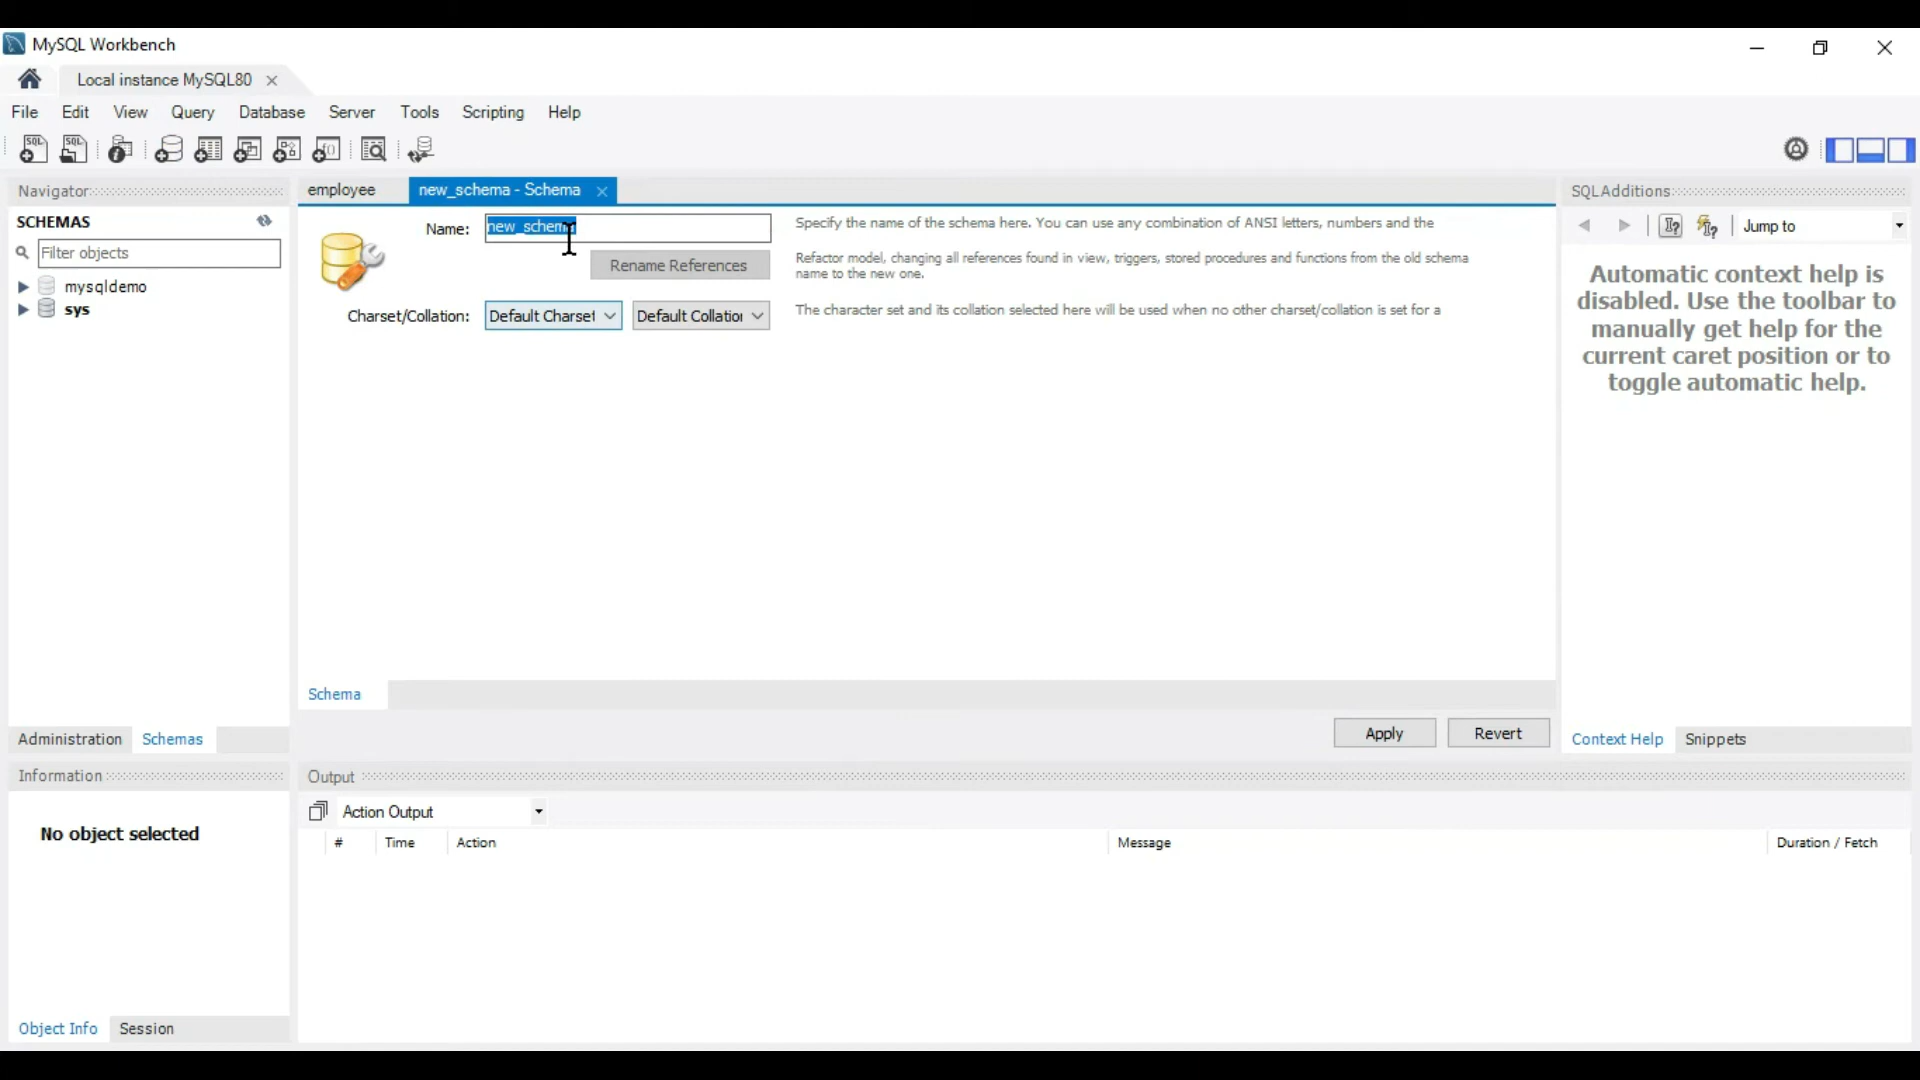 MySQL Workbench
Local instance MySQL80
File Edit View Query Database Server Tools Scripting Help
Navigator
SCHEMAS
Filter objects
mysqldemo
sys
Administration Schemas
Information
No object selected
Object Info Session
employee new_schema - Schema
Name: new_schema
Specify the name of the schema here. You can use any combination of ANSI letters, numbers and the
Rename References
Refactor model, changing all references found in view, triggers, stored procedures and functions from the old schema
name to the new one.
Charset/Collation: Default Charset Default Collation
The character set and its collation selected here will be used when no other charset/collation is set for a
Schema
Apply Revert
SQLAdditions
Jump to
Automatic context help is
disabled. Use the toolbar to
manually get help for the
current caret position or to
toggle automatic help.
Context Help Snippets
Output
Action Output
# Time Action Message Duration / Fetch